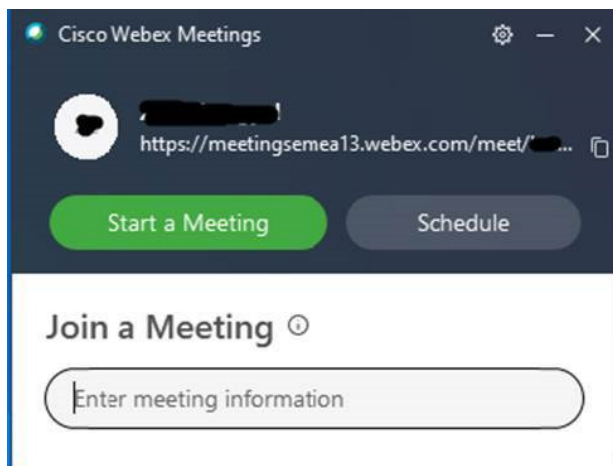 Cisco Webex Meetings
https://meetingsemea13.webex.com/meet/
Start a Meeting
Schedule
Join a Meeting
Enter meeting information